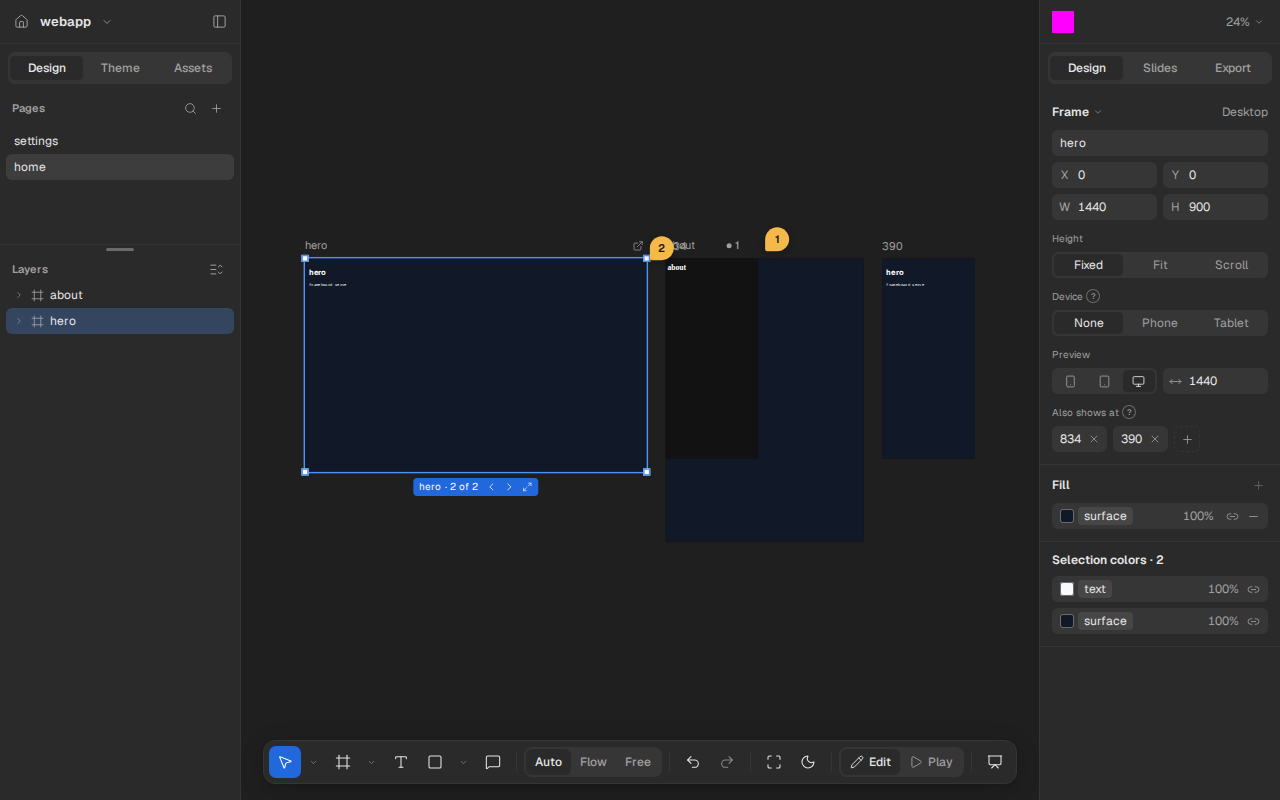 webapp
24%
Design Theme Assets
Design Slides Export
Pages
Frame Desktop
settings
hero
home
X 0 Y 0
W 1440 H 900
Height
hero 2 1 1 390
Layers
Fixed Fit Scroll
about
hero
about
hero
Device ?
hero
None Phone Tablet
Preview
1440
Also shows at ?
834 390
Fill
hero · 2 of 2
surface 100%
Selection colors · 2
text 100%
surface 100%
Auto Flow Free Edit Play